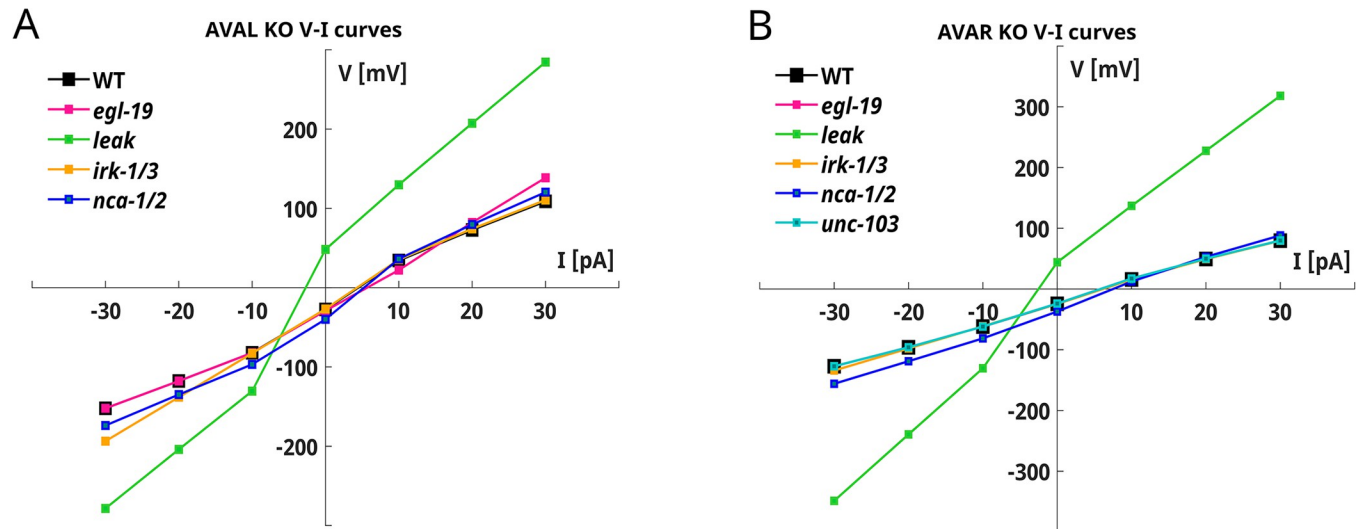 A
AVAL KO V-I curves
V [mV]
WT
egl-19
leak
irk-1/3
nca-1/2
200
100
I [pA]
-30 -20 -10 0 10 20 30
-100
-200
B
AVAR KO V-I curves
V [mV]
WT
egl-19
leak
irk-1/3
nca-1/2
unc-103
300
200
100
I [pA]
-30 -20 -10 0 10 20 30
-100
-200
-300